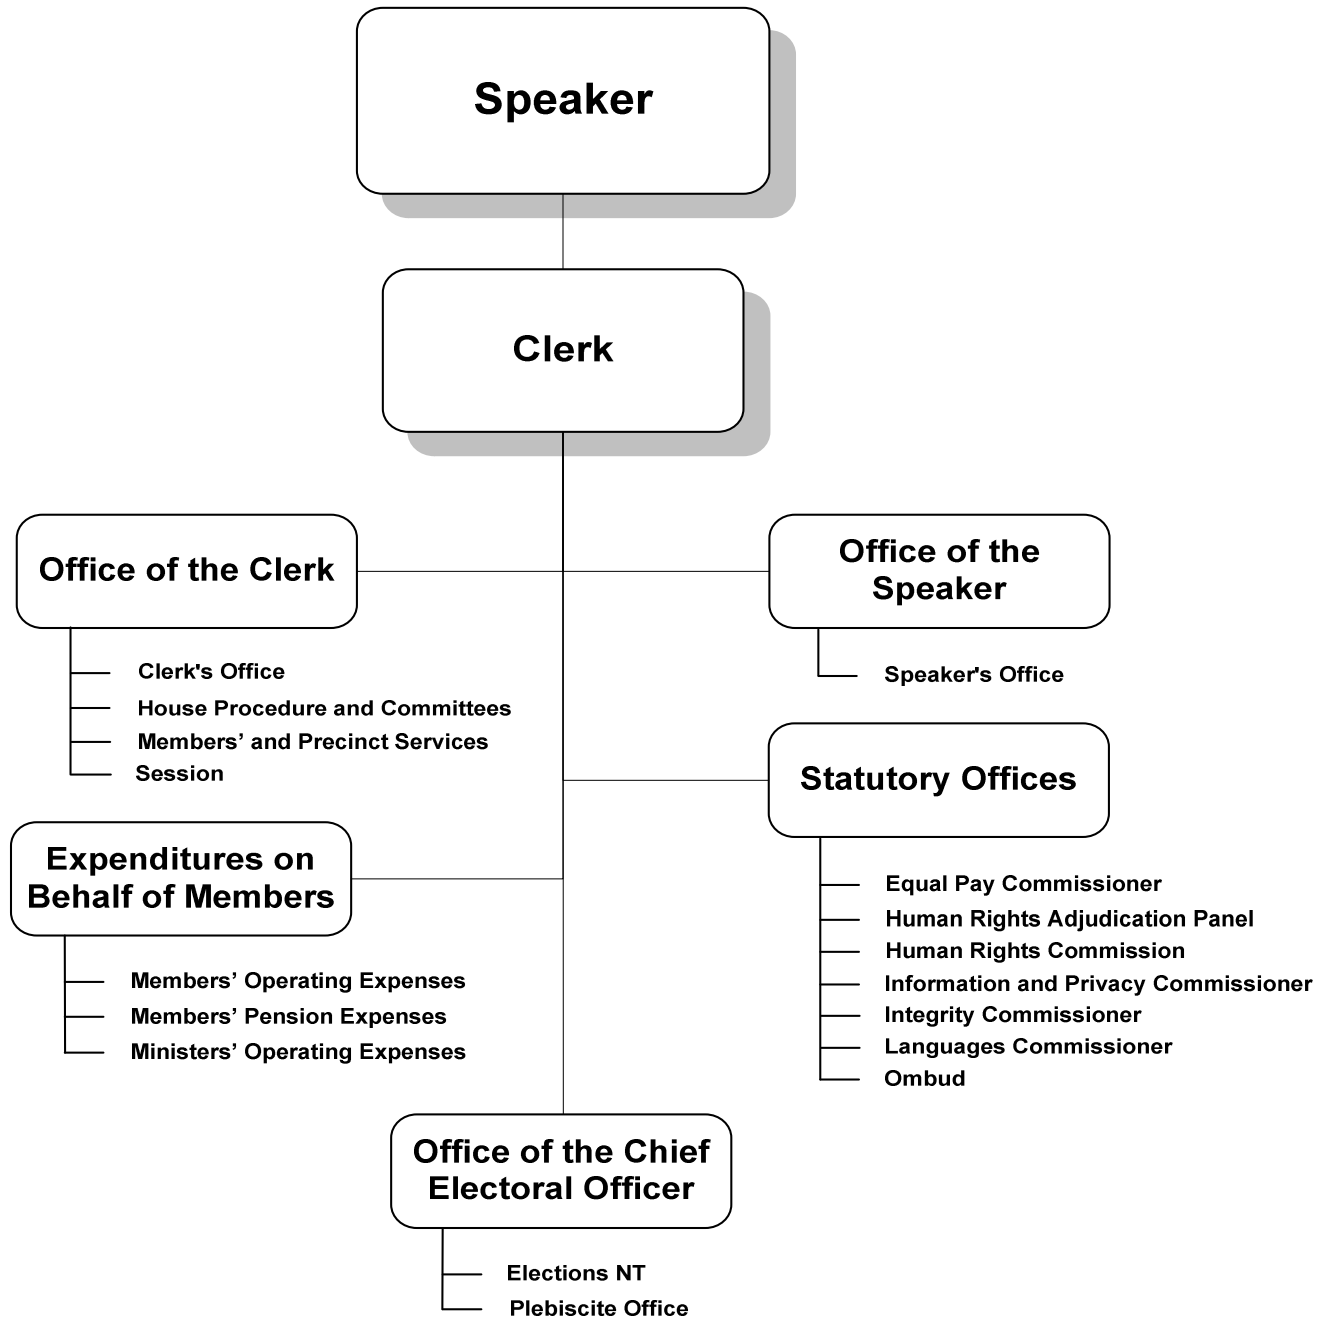 Speaker
Clerk
Office of the Clerk
Clerk's Office
House Procedure and Committees
Members’ and Precinct Services
Session
Office of the
Speaker
Speaker's Office
Statutory Offices
Equal Pay Commissioner
Human Rights Adjudication Panel
Human Rights Commission
Information and Privacy Commissioner
Integrity Commissioner
Languages Commissioner
Ombud
Expenditures on
Behalf of Members
Members’ Operating Expenses
Members’ Pension Expenses
Ministers’ Operating Expenses
Office of the Chief
Electoral Officer
Elections NT
Plebiscite Office